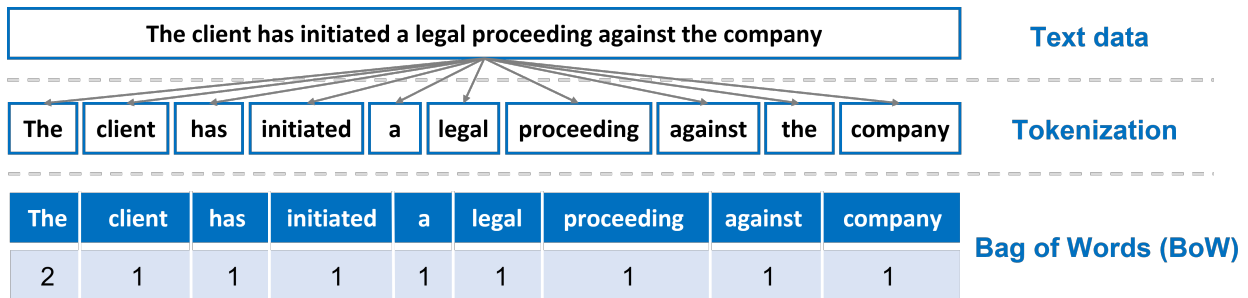 The client has initiated a legal proceeding against the company
Text data
The client has initiated a legal proceeding against the company
Tokenization
The client has initiated a legal proceeding against company
2 1 1 1 1 1 1 1 1
Bag of Words (BoW)